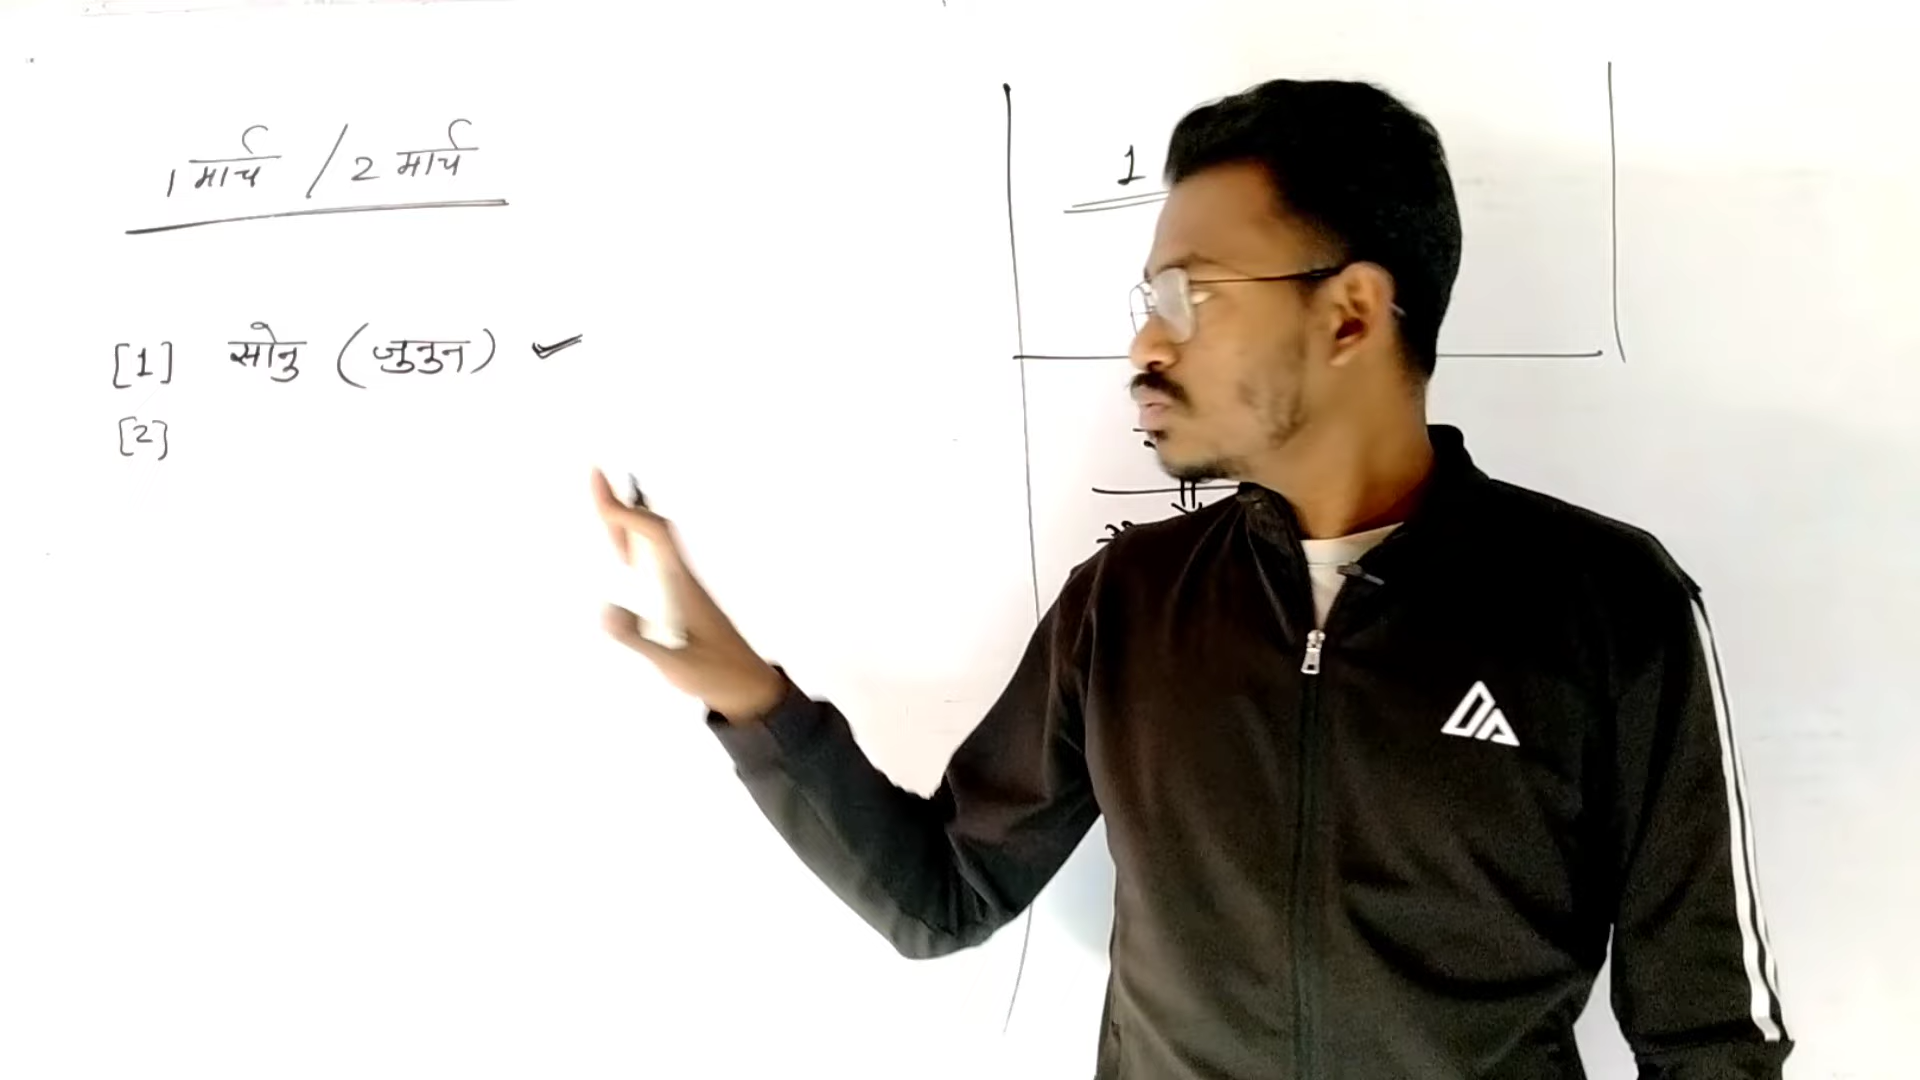 1 मार्च / 2 मार्च
[1] सोनु (जुनुन) ✓
[2]
1